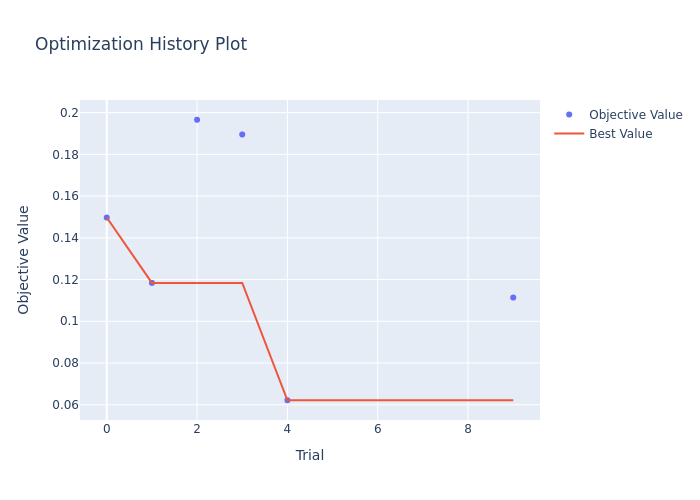 Optimization History Plot
0.2
0.18
0.16
0.14
0.12
0.1
0.08
0.06
Objective Value
0 2 4 6 8
Trial
Objective Value
Best Value